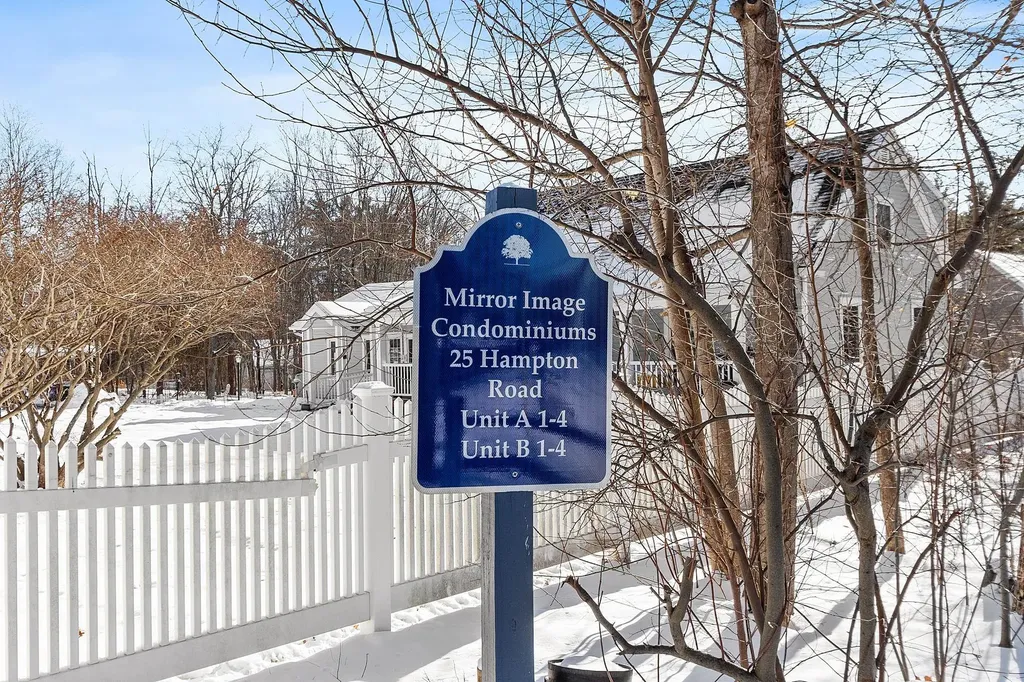 Mirror Image
Condominiums
25 Hampton
Road
Unit A 1-4
Unit B 1-4